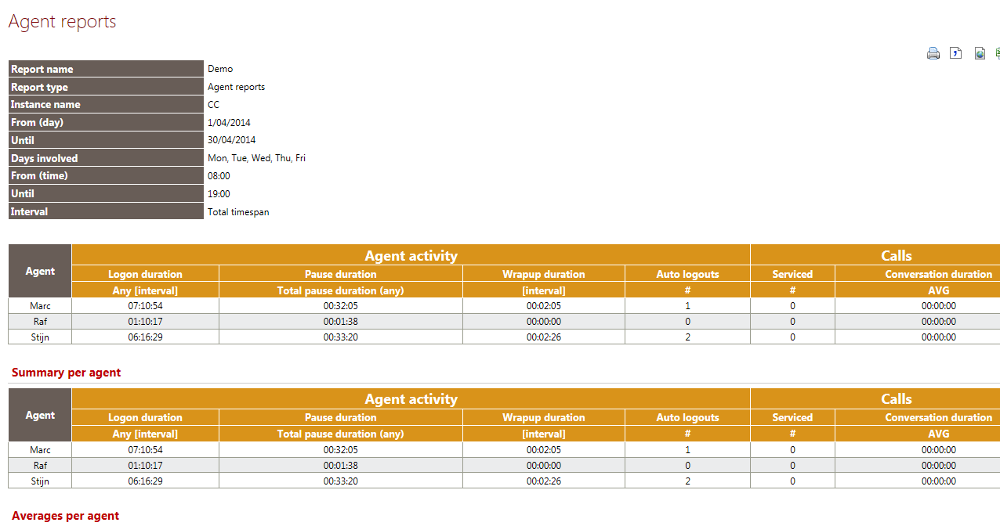 Agent reports
Report name Demo
Report type Agent reports
Instance name CC
From (day) 1/04/2014
Until 30/04/2014
Days involved Mon, Tue, Wed, Thu, Fri
From (time) 08:00
Until 19:00
Interval Total timespan
Agent Agent activity Calls
Logon duration Pause duration Wrapup duration Auto logouts Serviced Conversation duration
Any [interval] Total pause duration (any) [interval] # # AVG
Marc 07:10:54 00:32:05 00:02:05 1 0 00:00:00
Raf 01:10:17 00:01:38 00:00:00 0 0 00:00:00
Stijn 06:16:29 00:33:20 00:02:26 2 0 00:00:00
Summary per agent
Agent Agent activity Calls
Logon duration Pause duration Wrapup duration Auto logouts Serviced Conversation duration
Any [interval] Total pause duration (any) [interval] # # AVG
Marc 07:10:54 00:32:05 00:02:05 1 0 00:00:00
Raf 01:10:17 00:01:38 00:00:00 0 0 00:00:00
Stijn 06:16:29 00:33:20 00:02:26 2 0 00:00:00
Averages per agent